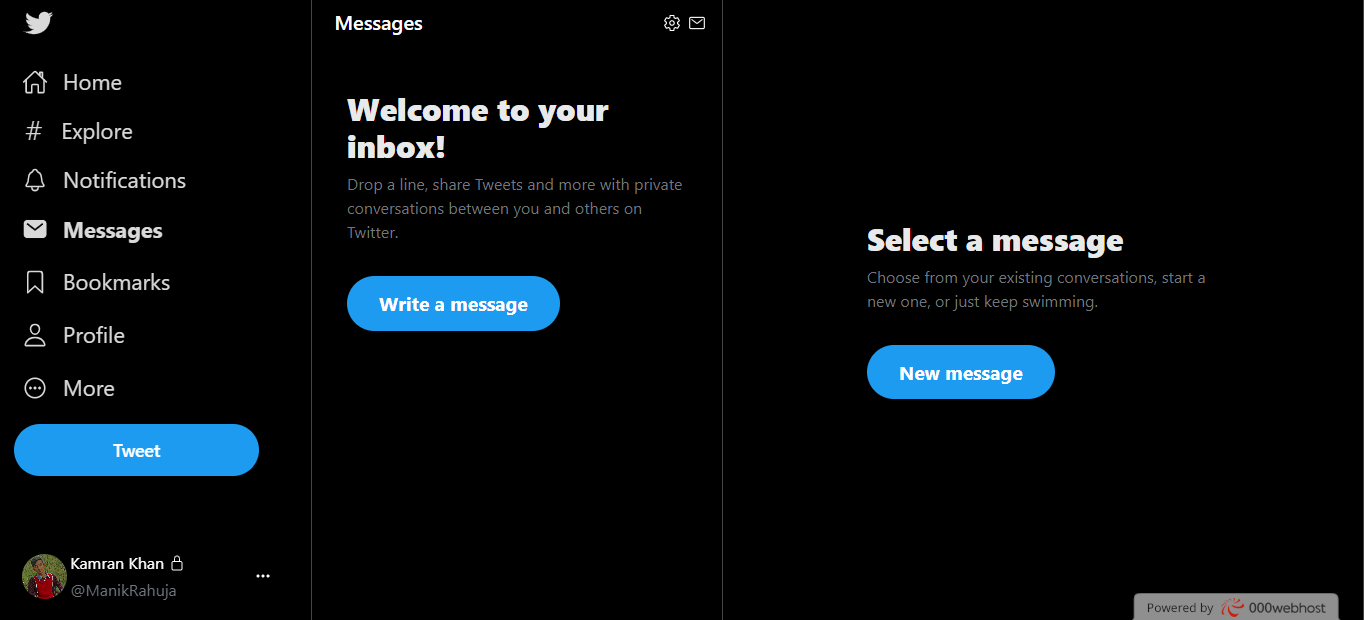 Home
# Explore
Notifications
Messages
Bookmarks
Profile
More
Tweet
Kamran Khan
@ManikRahuja
Messages
Welcome to your
inbox!
Drop a line, share Tweets and more with private
conversations between you and others on
Twitter.
Write a message
Select a message
Choose from your existing conversations, start a
new one, or just keep swimming.
New message
Powered by 000webhost